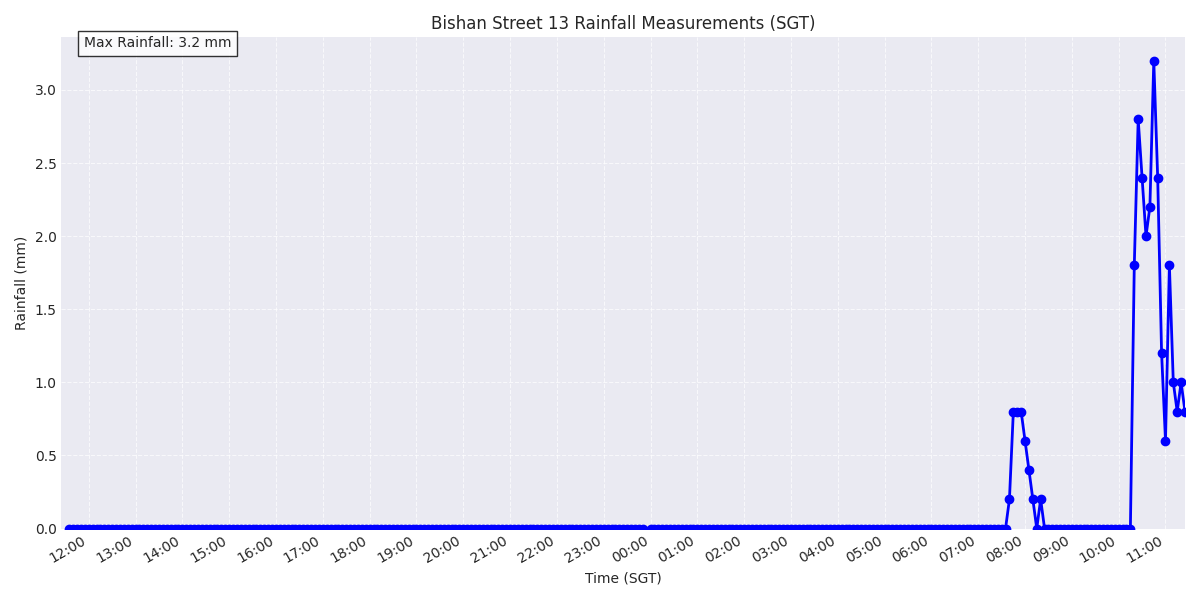 Bishan Street 13 Rainfall Measurements (SGT)
Max Rainfall: 3.2 mm
Rainfall (mm)
3.0
2.5
2.0
1.5
1.0
0.5
0.0
12:00 13:00 14:00 15:00 16:00 17:00 18:00 19:00 20:00 21:00 22:00 23:00 00:00 01:00 02:00 03:00 04:00 05:00 06:00 07:00 08:00 09:00 10:00 11:00
Time (SGT)